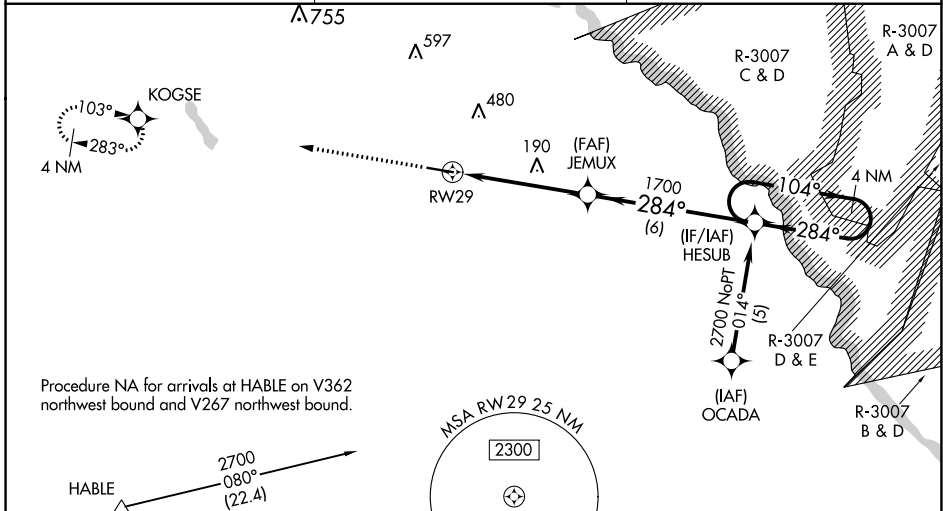 755
597
R-3007
A & D
R-3007
C & D
KOGSE
103°
283°
4 NM
480
190
(FAF)
JEMUX
RW29
1700
284°
(6)
104°
4 NM
284°
(IF/IAF)
HESUB
2700 NoPT
014°
(5)
R-3007
D & E
(IAF)
OCADA
R-3007
B & D
Procedure NA for arrivals at HABLE on V362
northwest bound and V267 northwest bound.
MSA RW29 25 NM
2300
HABLE
2700
080°
(22.4)